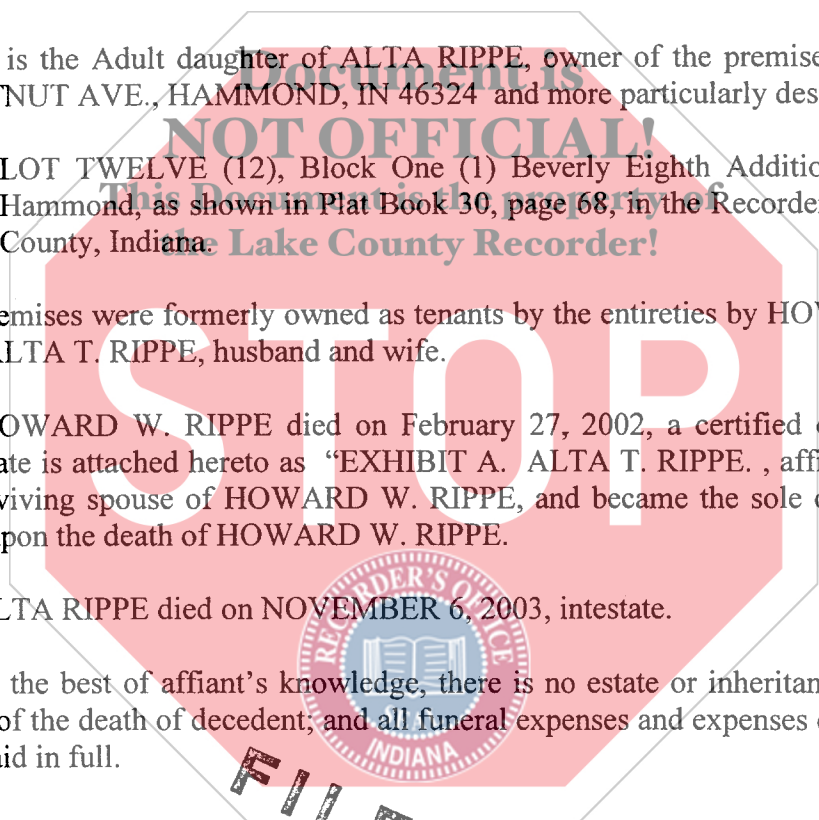 is the Adult daughter of ALTA RIPPE, owner of the premise
Document is
TNUT AVE., HAMMOND, IN 46324 and more particularly des
NOT OFFICIAL!
LOT TWELVE (12), Block One (1) Beverly Eighth Additio
This Document is the property of
Hammond, as shown in Plat Book 30, page 68, in the Recorde
the Lake County Recorder!
County, Indiana.
emises were formerly owned as tenants by the entireties by HO
ALTA T. RIPPE, husband and wife.
STOP
OWARD W. RIPPE died on February 27, 2002, a certified
ate is attached hereto as “EXHIBIT A. ALTA T. RIPPE. , aff
viving spouse of HOWARD W. RIPPE, and became the sole
pon the death of HOWARD W. RIPPE.
LTA RIPPE died on NOVEMBER 6, 2003, intestate.
RECORDER'S OFFICE
SEAL
INDIANA
the best of affiant's knowledge, there is no estate or inheritan
of the death of decedent; and all funeral expenses and expenses
id in full.